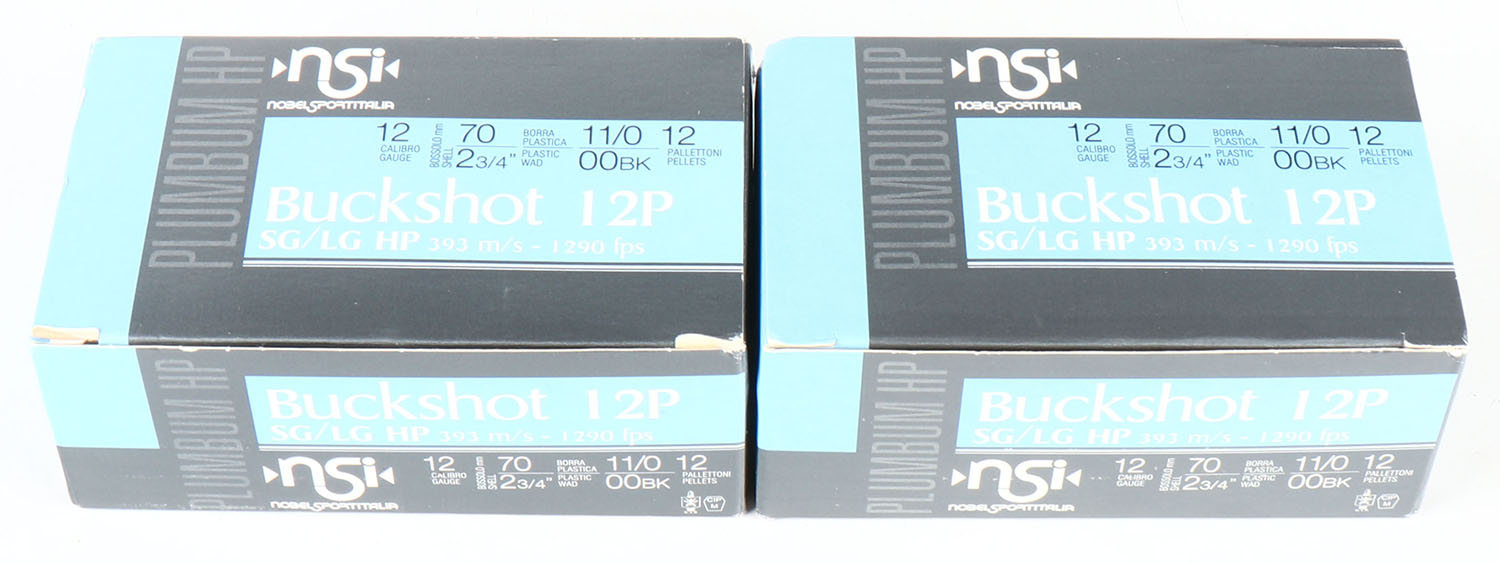 PLUMBUM HP
nsi
NOBELSPORTITALIA
12 CALIBRO GAUGE
BOSSOLO mm SHELL
70 2 3/4"
BORRA PLASTICA PLASTIC WAD
11/0 00BK
12 PALLETTONI PELLETS
Buckshot 12P
SG/LG HP 393 m/s - 1290 fps
PLUMBUM HP
Buckshot 12P
SG/LG HP 393 m/s - 1290 fps
nsi
NOBELSPORTITALIA
12 CALIBRO GAUGE
BOSSOLO mm SHELL
70 2 3/4"
BORRA PLASTICA PLASTIC WAD
11/0 00BK
12 PALLETTONI PELLETS
CIP M
PLUMBUM HP
nsi
NOBELSPORTITALIA
12 CALIBRO GAUGE
BOSSOLO mm SHELL
70 2 3/4"
BORRA PLASTICA PLASTIC WAD
11/0 00BK
12 PALLETTONI PELLETS
Buckshot 12P
SG/LG HP 393 m/s - 1290 fps
PLUMBUM HP
Buckshot 12P
SG/LG HP 393 m/s - 1290 fps
nsi
NOBELSPORTITALIA
12 CALIBRO GAUGE
BOSSOLO mm SHELL
70 2 3/4"
BORRA PLASTICA PLASTIC WAD
11/0 00BK
12 PALLETTONI PELLETS
CIP M